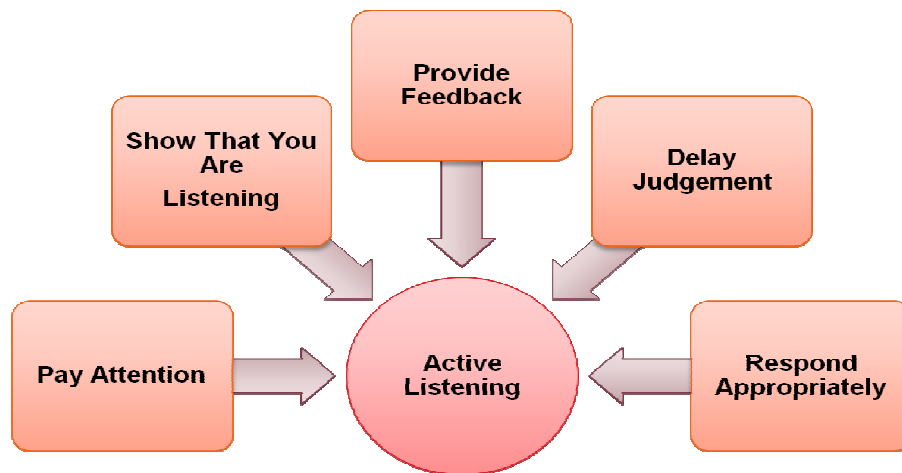 Provide
Feedback
Show That You
Are
Listening
Delay
Judgement
Pay Attention
Active
Listening
Respond
Appropriately